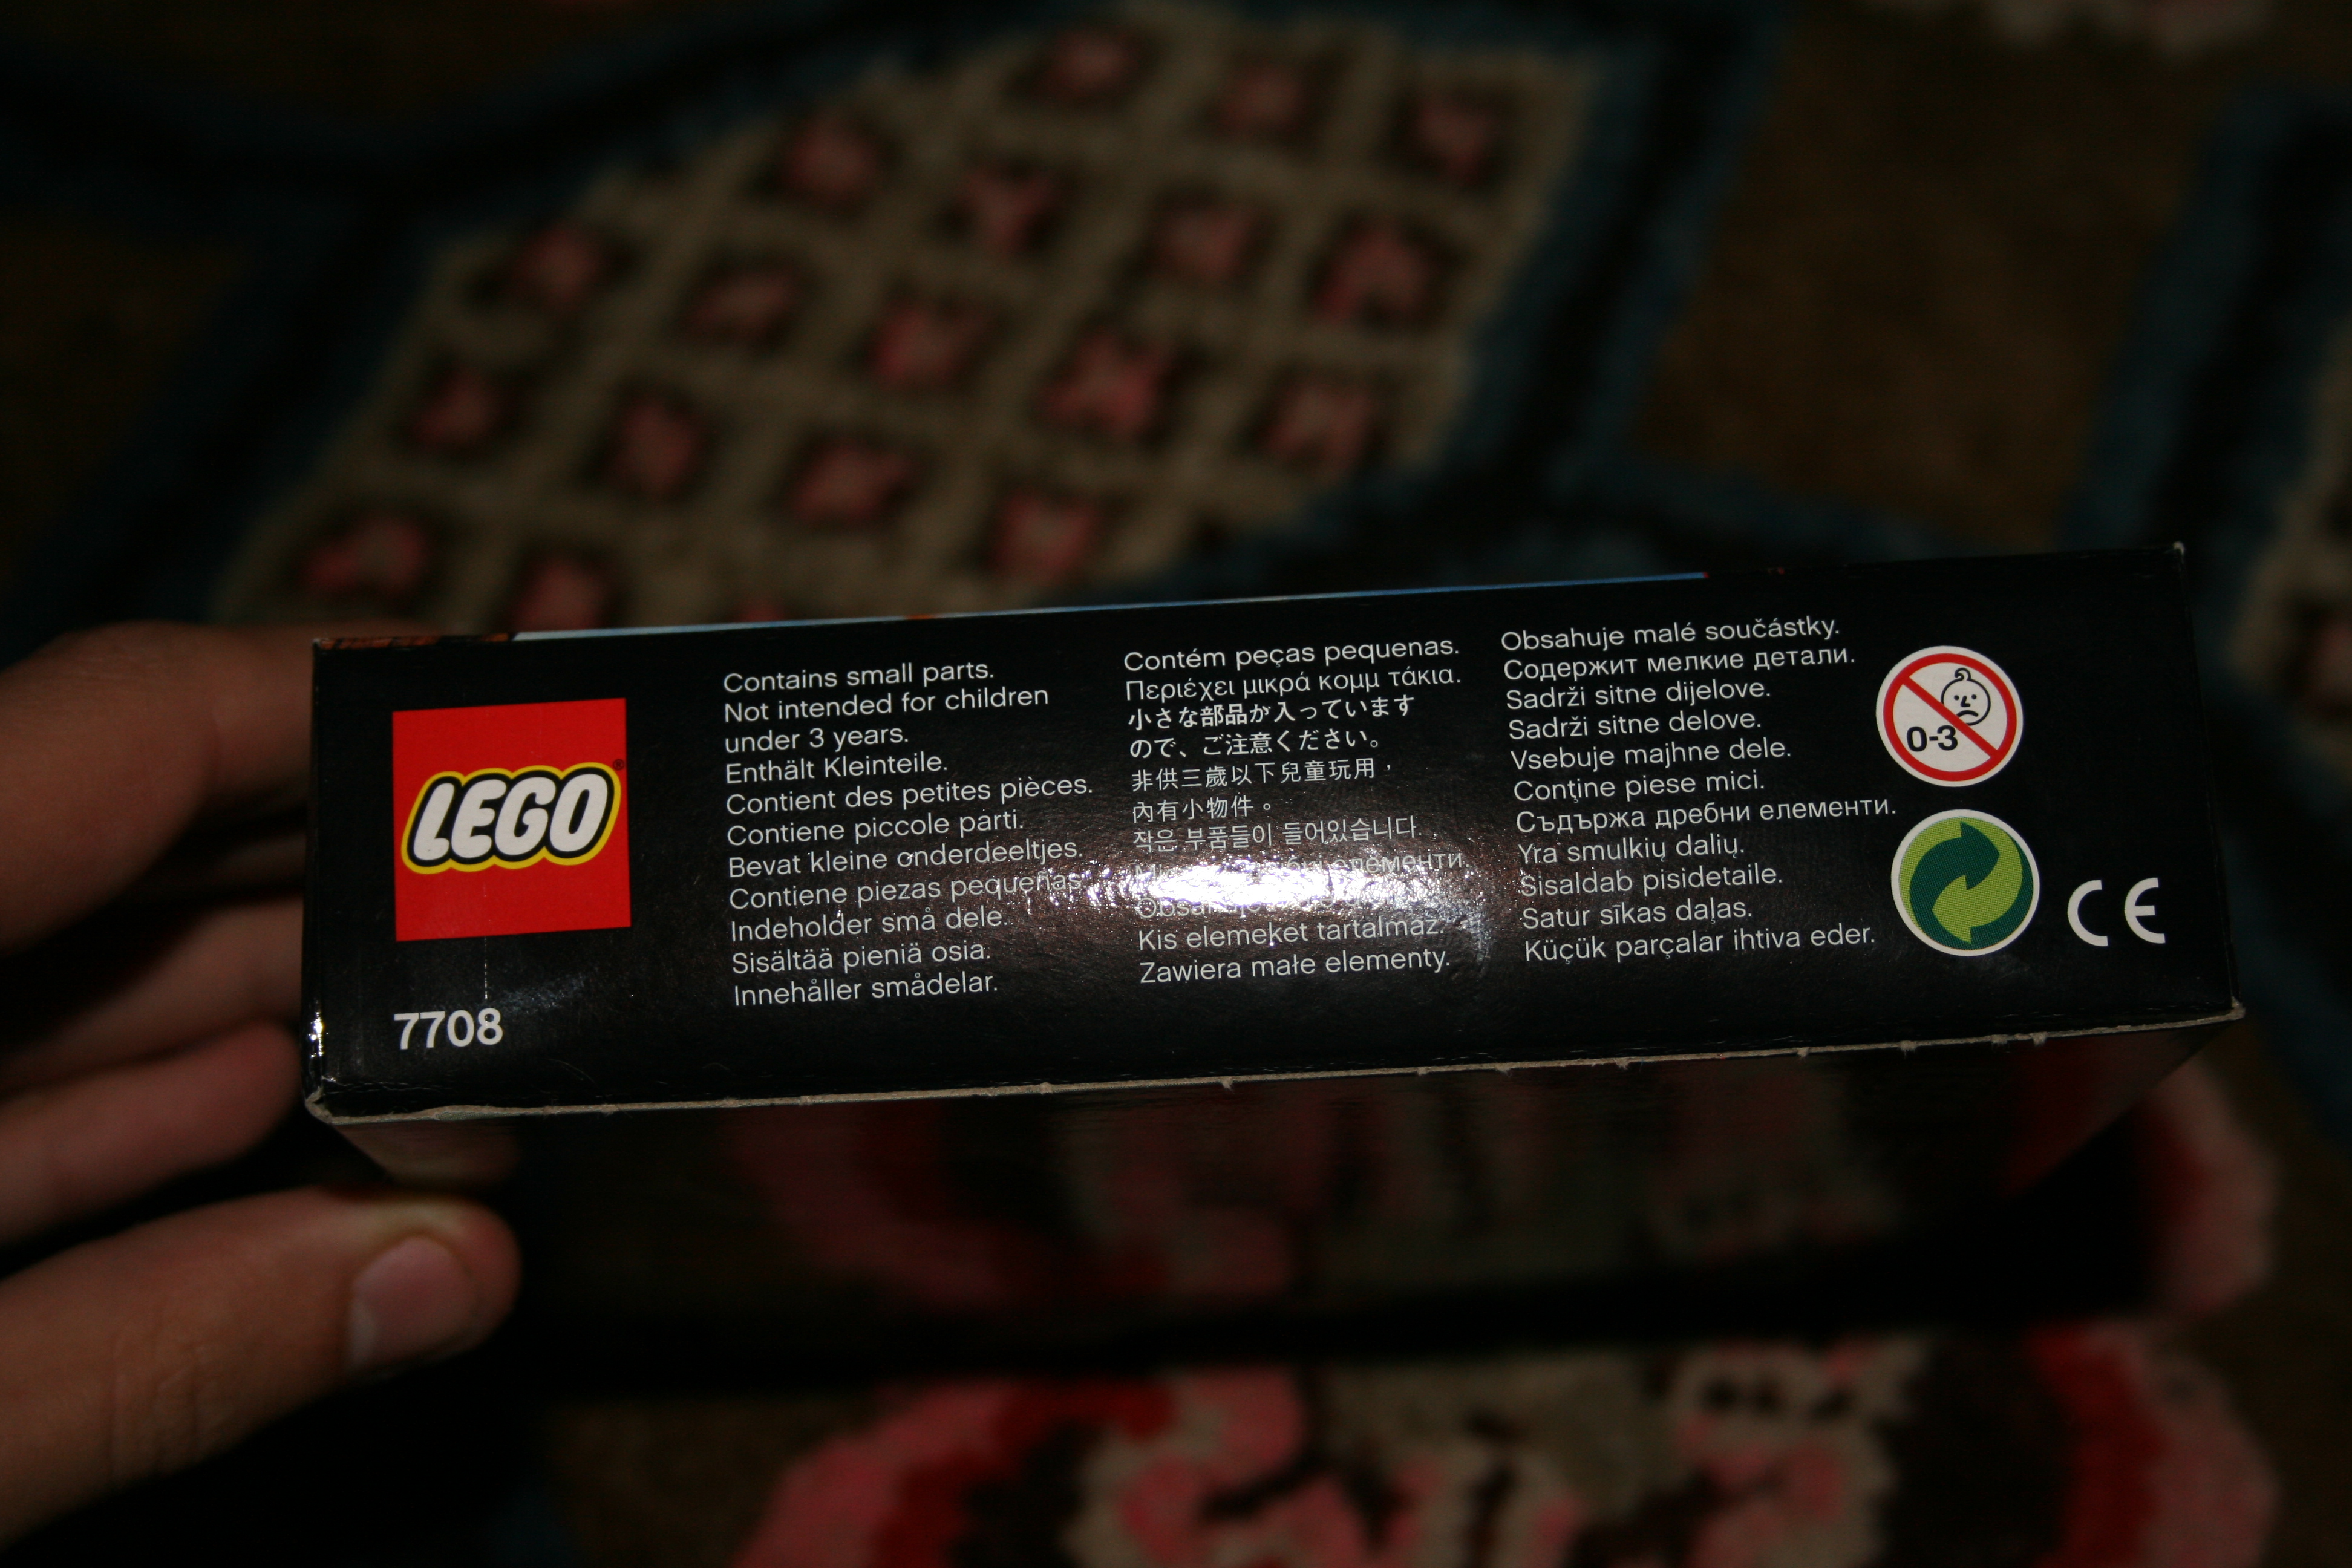 LEGO®
7708
Contains small parts.
Not intended for children
under 3 years.
Enthält Kleinteile.
Contient des petites pièces.
Contiene piccole parti.
Bevat kleine onderdeeltjes.
Contiene piezas pequeñas.
Indeholder små dele.
Sisältää pieniä osia.
Innehåller smådelar.
Contém peças pequenas.
Περιέχει μικρά κομμ τάκια.
小さな部品が入っています
ので、ご注意ください。
非供三歲以下兒童玩用，
內有小物件。
작은 부품들이 들어있습니다.
елементи.
Kis elemeket tartalmaz.
Zawiera małe elementy.
Obsahuje malé součástky.
Содержит мелкие детали.
Sadrži sitne dijelove.
Sadrži sitne delove.
Vsebuje majhne dele.
Conţine piese mici.
Съдържа дребни елементи.
Yra smulkių dalių.
Sisaldab pisidetaile.
Satur sīkas daļas.
Küçük parçalar ihtiva eder.
0-3
CE